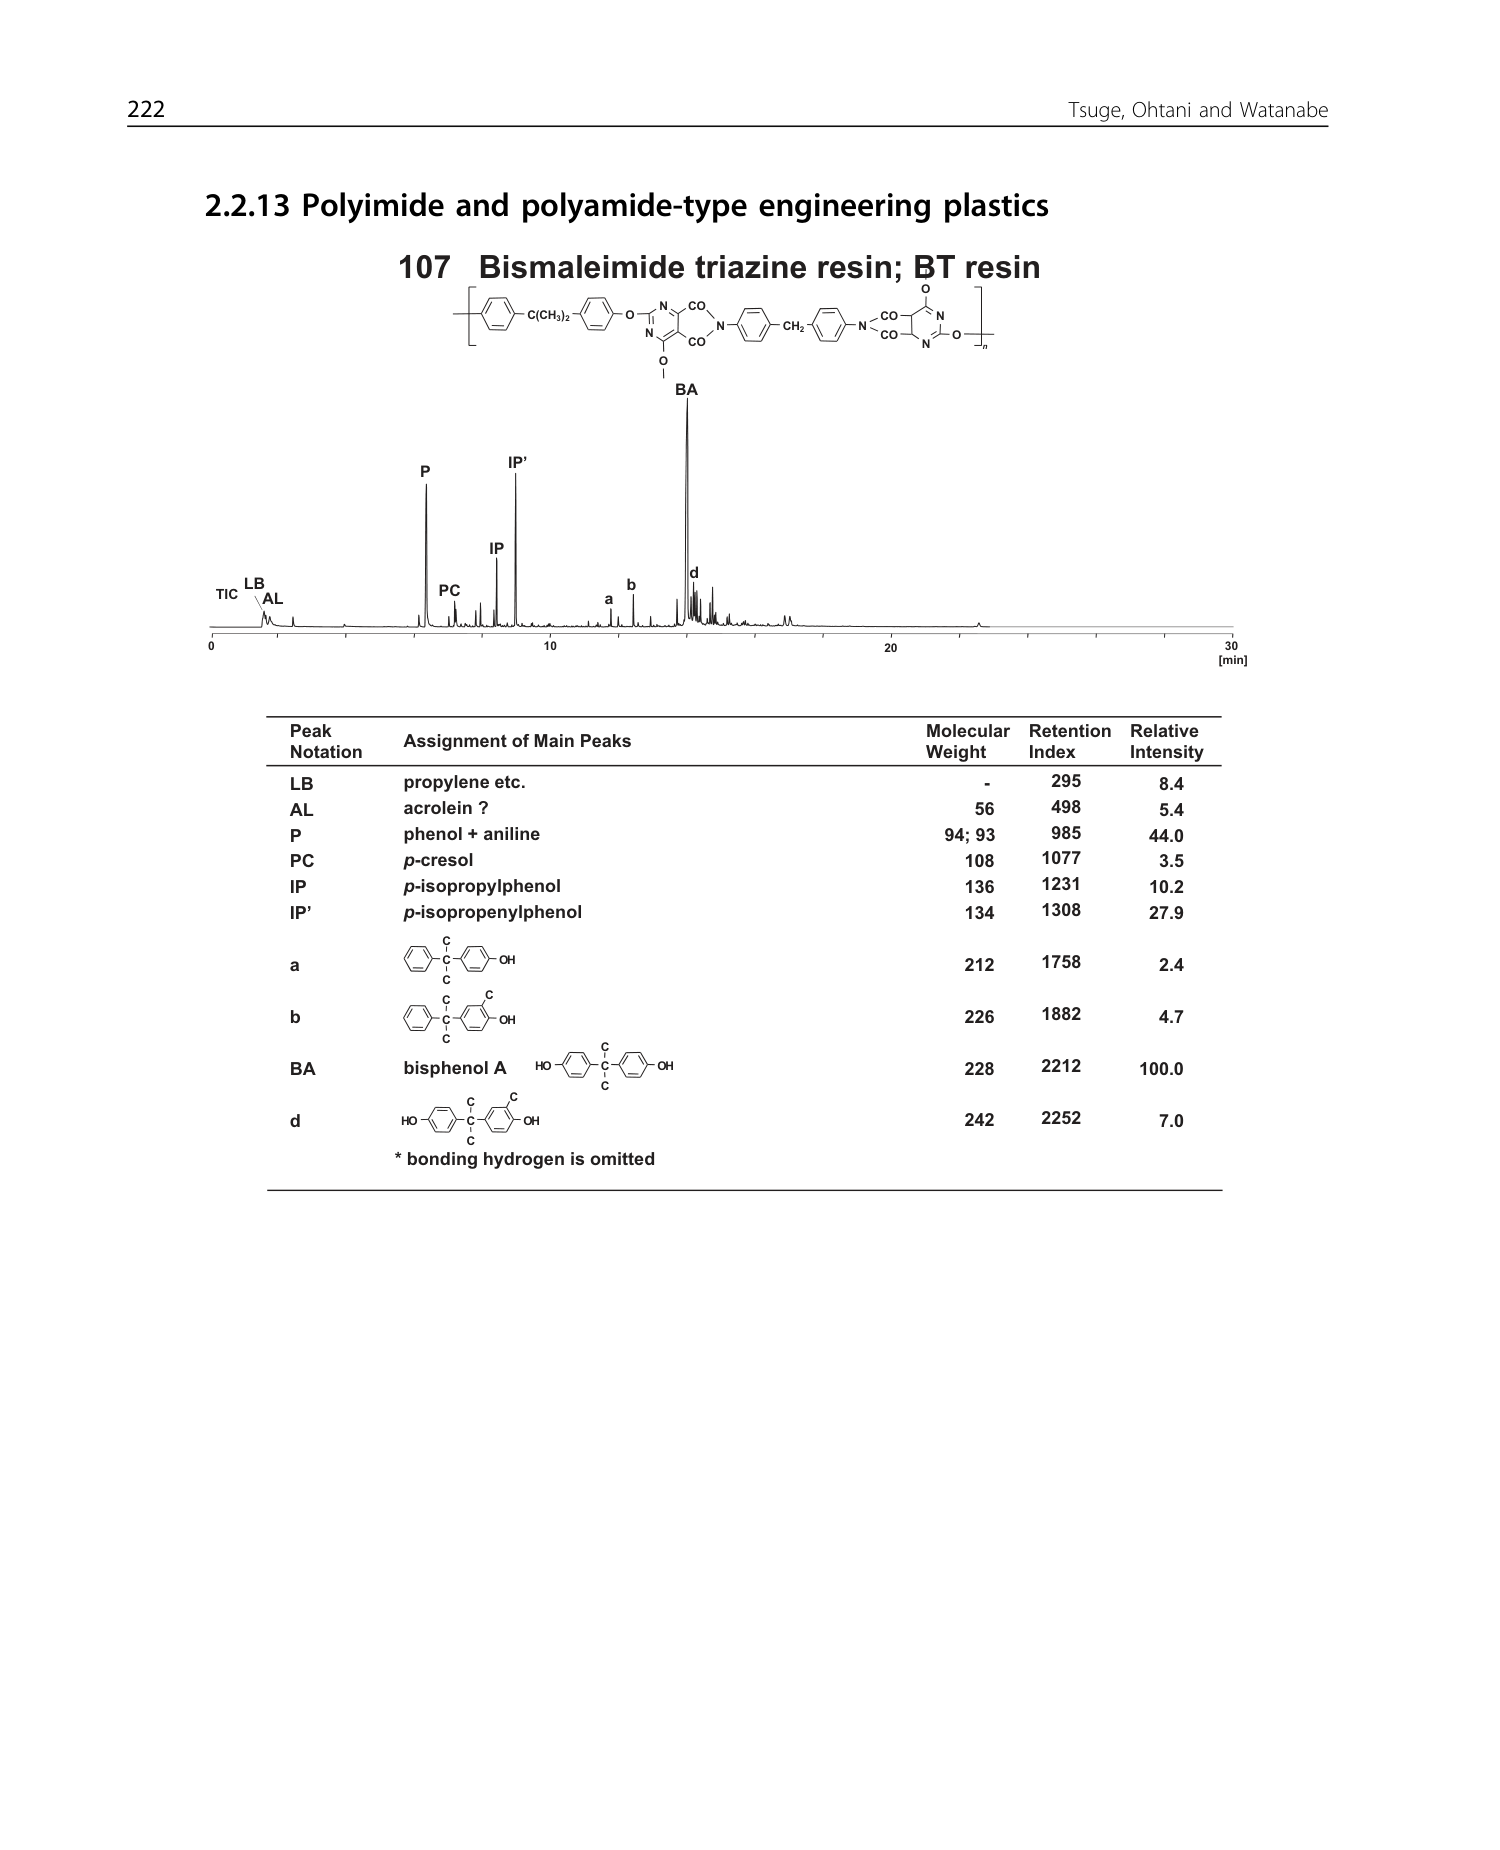 222
Tsuge, Ohtani and Watanabe
2.2.13 Polyimide and polyamide-type engineering plastics
107 Bismaleimide triazine resin; BT resin
O
N CO CO N
C(CH₃)₂ O N CH₂ N
N CO CO N O
O n
BA
P
IP’
IP
PC
LB
TIC
AL
a
b
d
0 10 20 30
[min]
Peak Notation Assignment of Main Peaks Molecular Weight Retention Index Relative Intensity
LB propylene etc. - 295 8.4
AL acrolein ? 56 498 5.4
P phenol + aniline 94; 93 985 44.0
PC p-cresol 108 1077 3.5
IP p-isopropylphenol 136 1231 10.2
IP’ p-isopropenylphenol 134 1308 27.9
a C C C OH 212 1758 2.4
b C C C C OH 226 1882 4.7
BA bisphenol A HO C C C OH 228 2212 100.0
d HO C C C C OH 242 2252 7.0
* bonding hydrogen is omitted